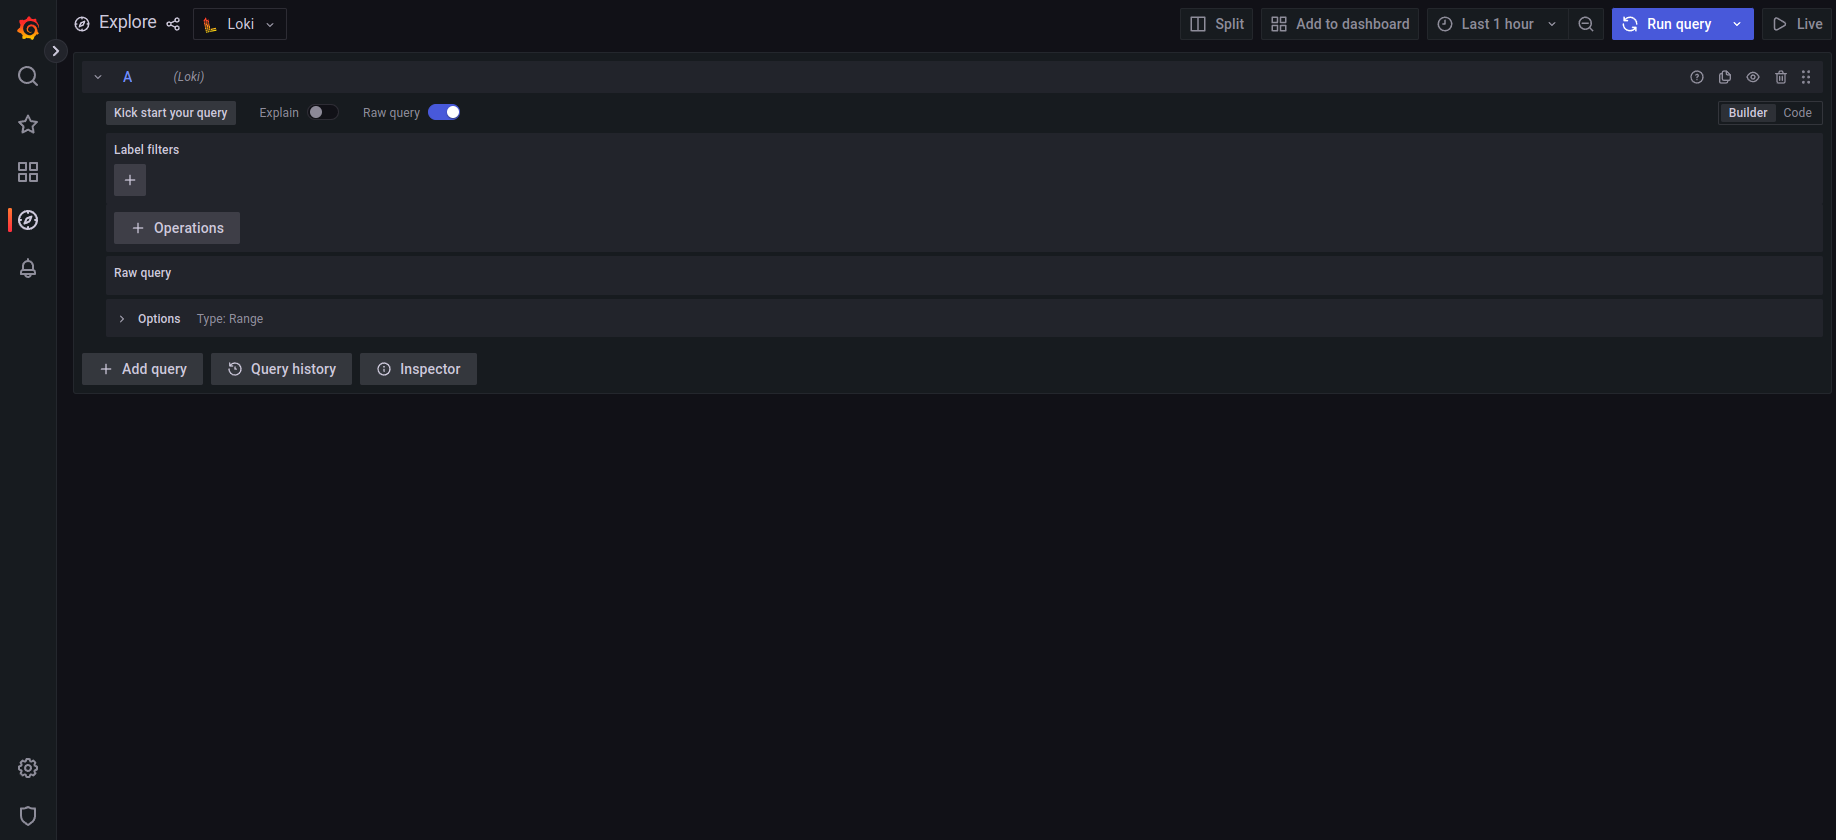 Explore Loki Split Add to dashboard Last 1 hour Run query Live
A (Loki)
Kick start your query Explain Raw query Builder Code
Label filters
Operations
Raw query
Options Type: Range
Add query Query history Inspector